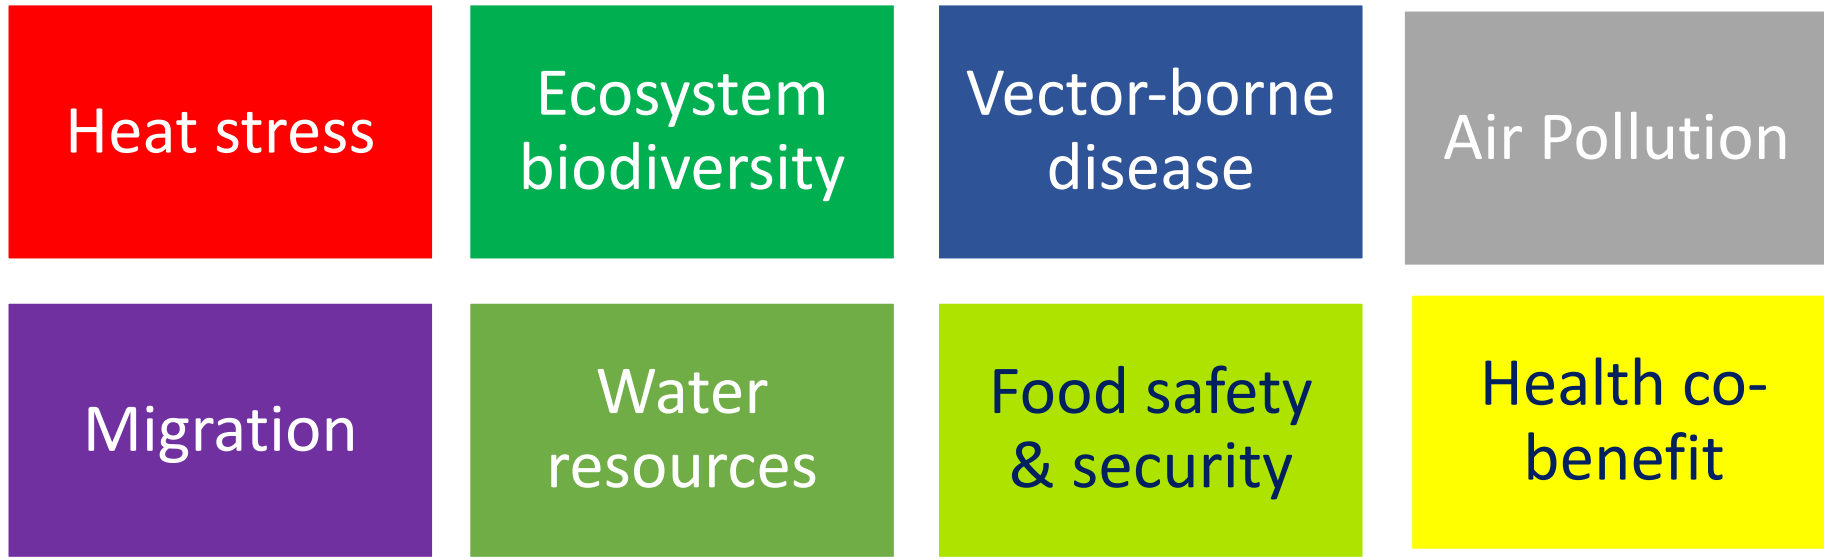 Heat stress
Ecosystem
biodiversity
Vector-borne
disease
Air Pollution
Migration
Water
resources
Food safety
& security
Health co-
benefit